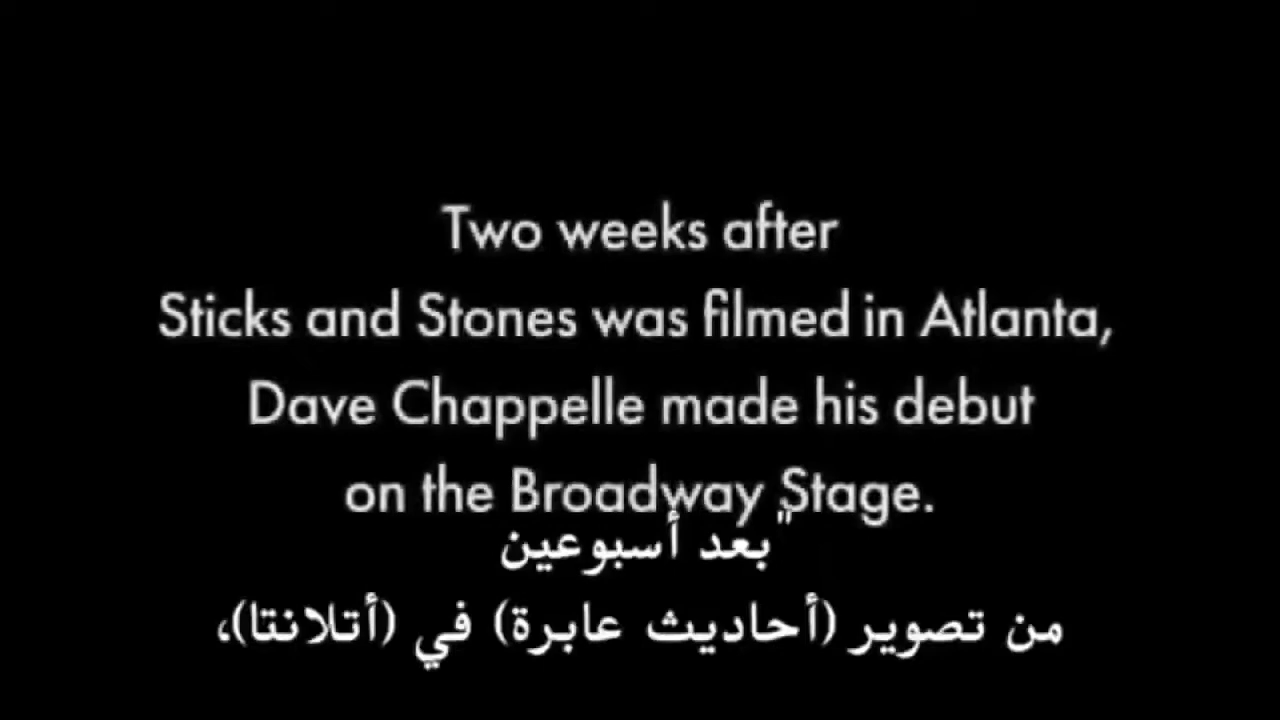 Two weeks after
Sticks and Stones was filmed in Atlanta,
Dave Chappelle made his debut
on the Broadway Stage.
"بعد أسبوعين
من تصوير (أحاديث عابرة) في (أتلانتا)،